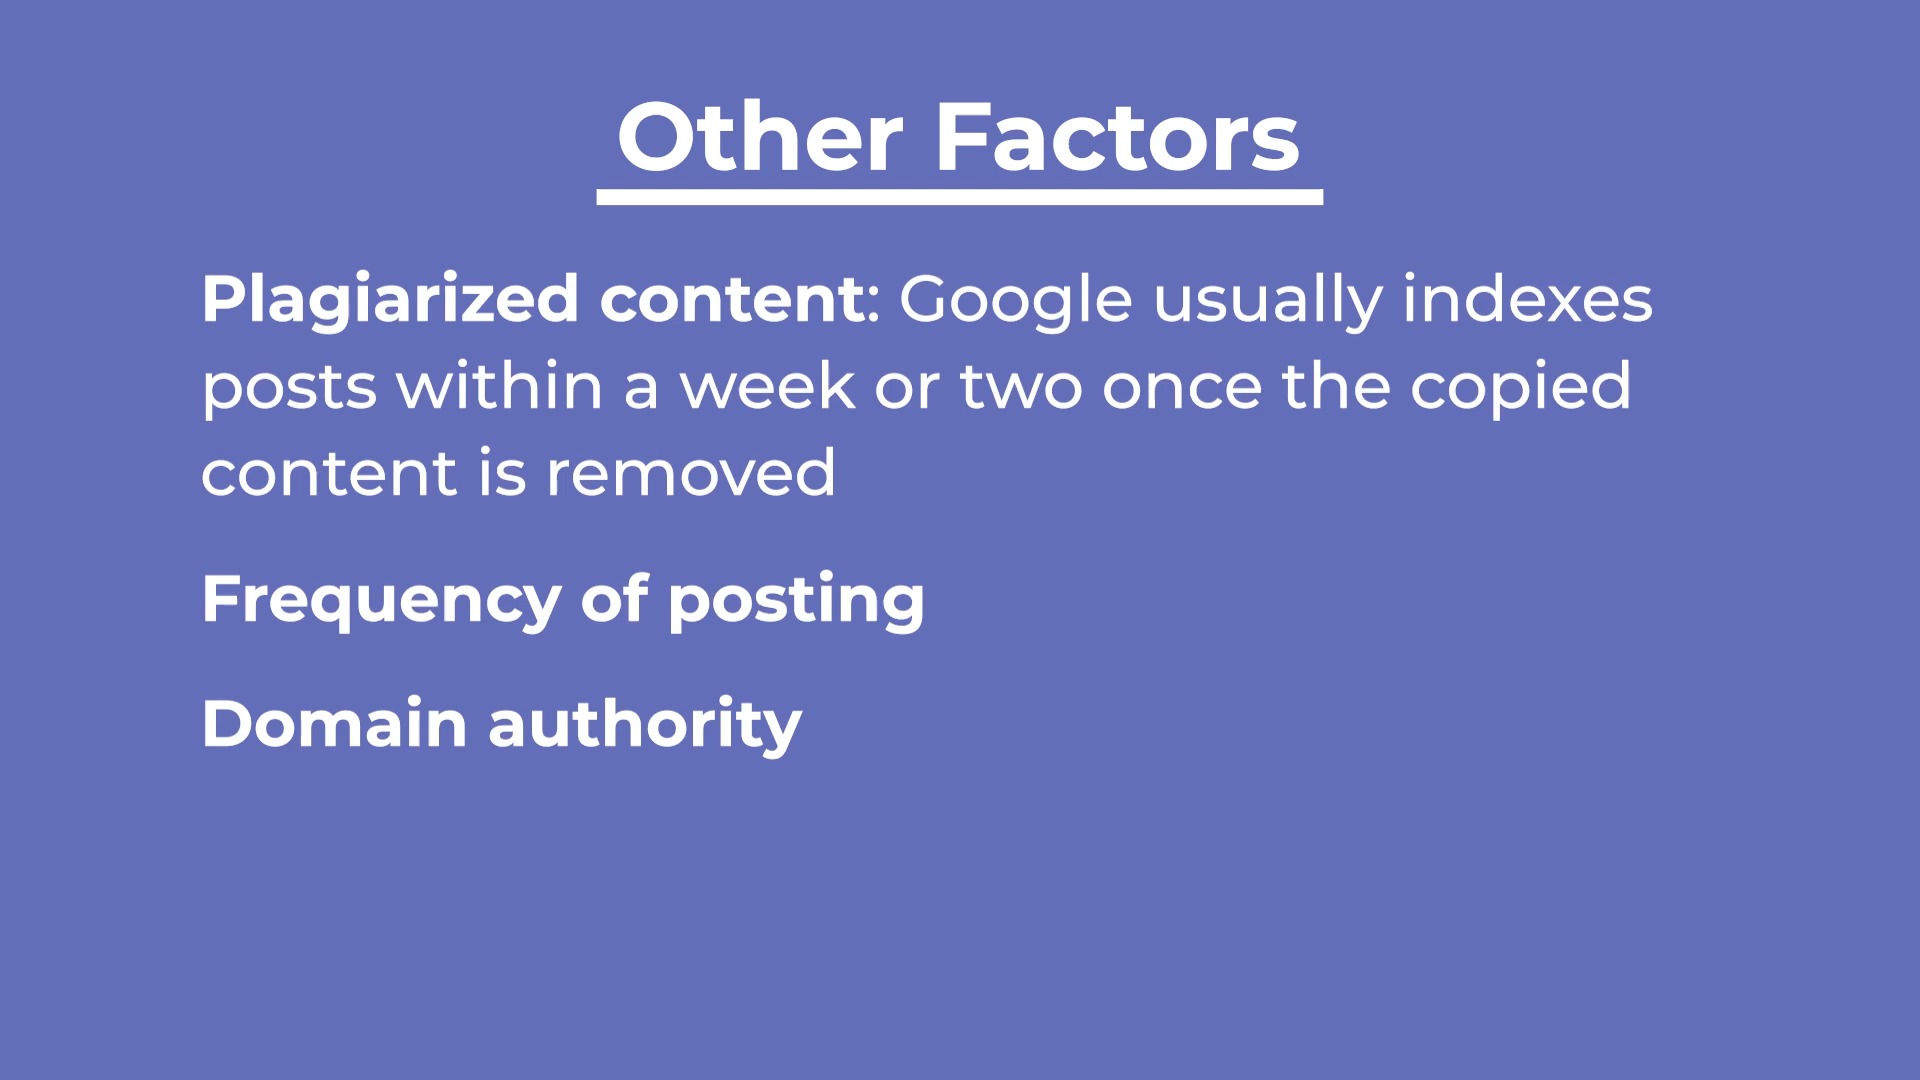 Other Factors
Plagiarized content: Google usually indexes
posts within a week or two once the copied
content is removed
Frequency of posting
Domain authority